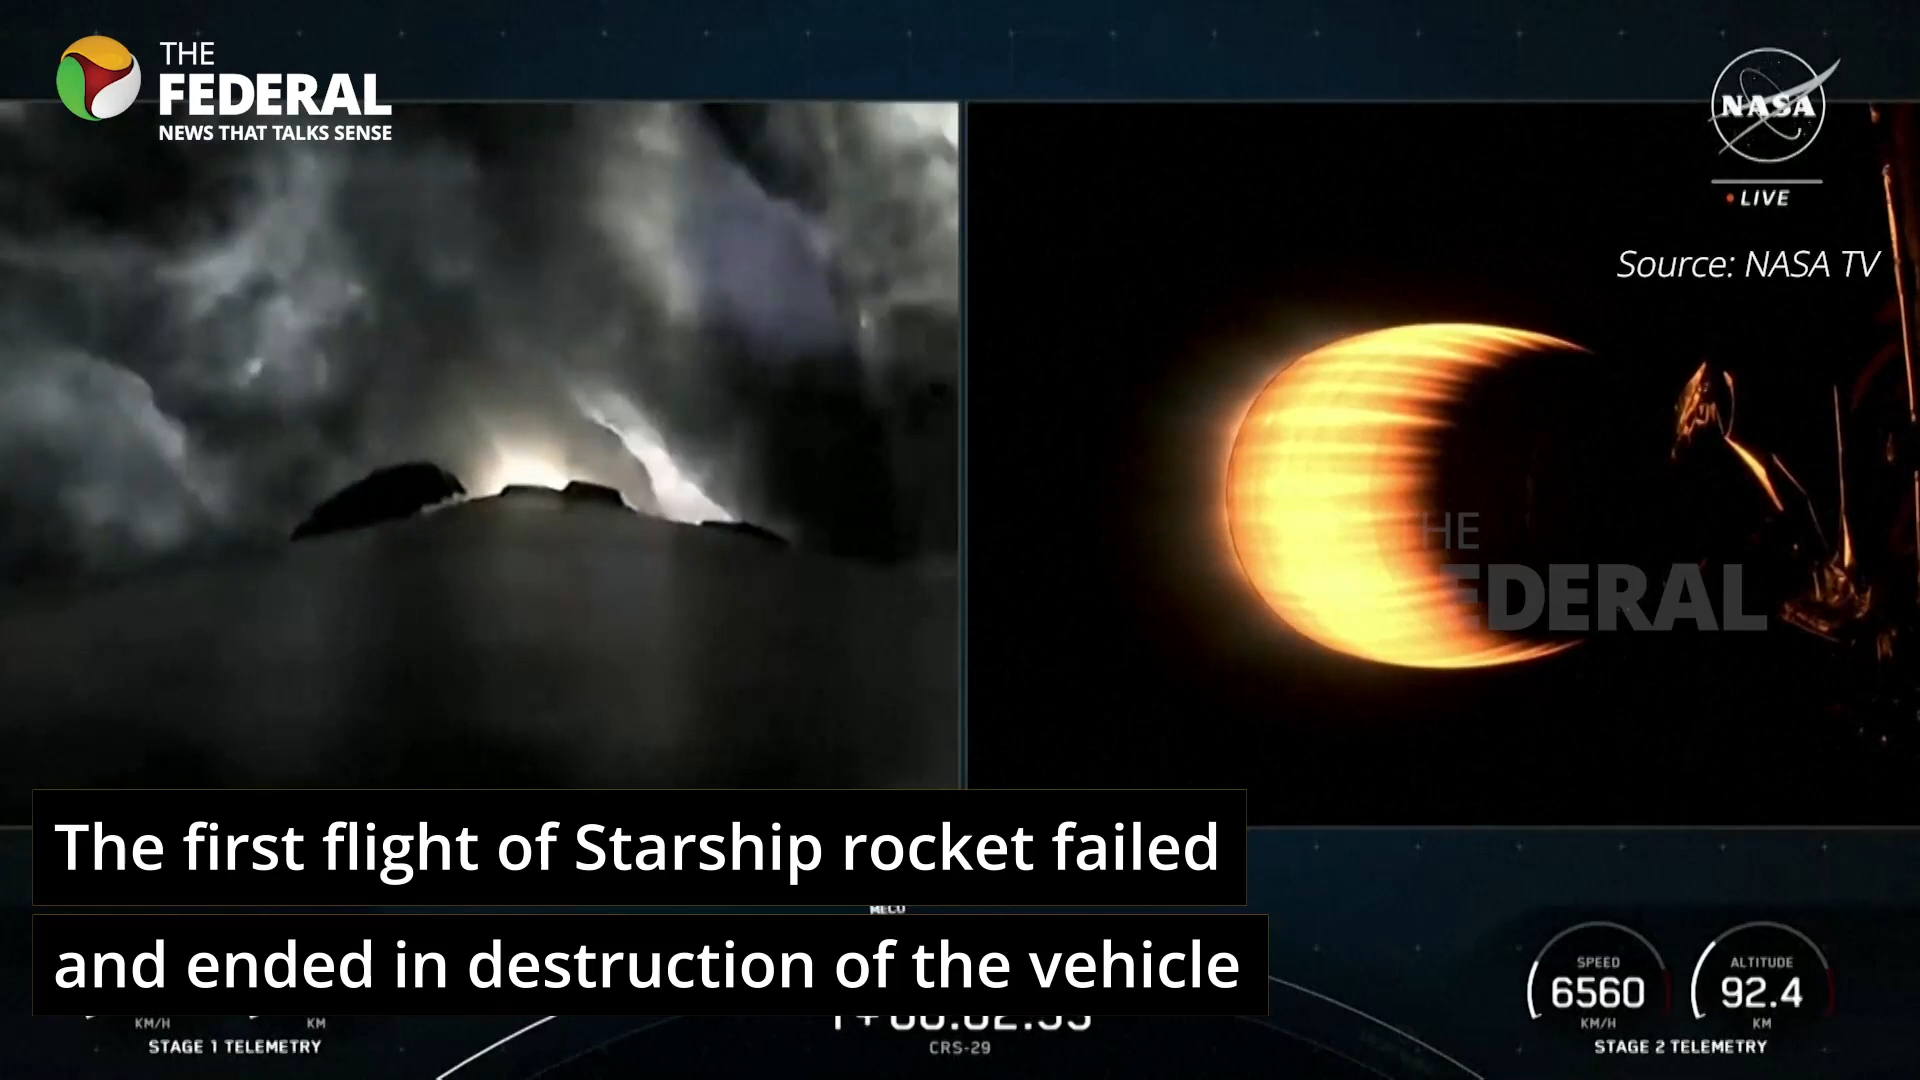 THE
FEDERAL
NEWS THAT TALKS SENSE
NASA
LIVE
Source: NASA TV
HE
EDERAL
The first flight of Starship rocket failed
and ended in destruction of the vehicle
MECO
KM/H
KM
STAGE 1 TELEMETRY
CRS-29
SPEED
6560
KM/H
ALTITUDE
92.4
KM
STAGE 2 TELEMETRY